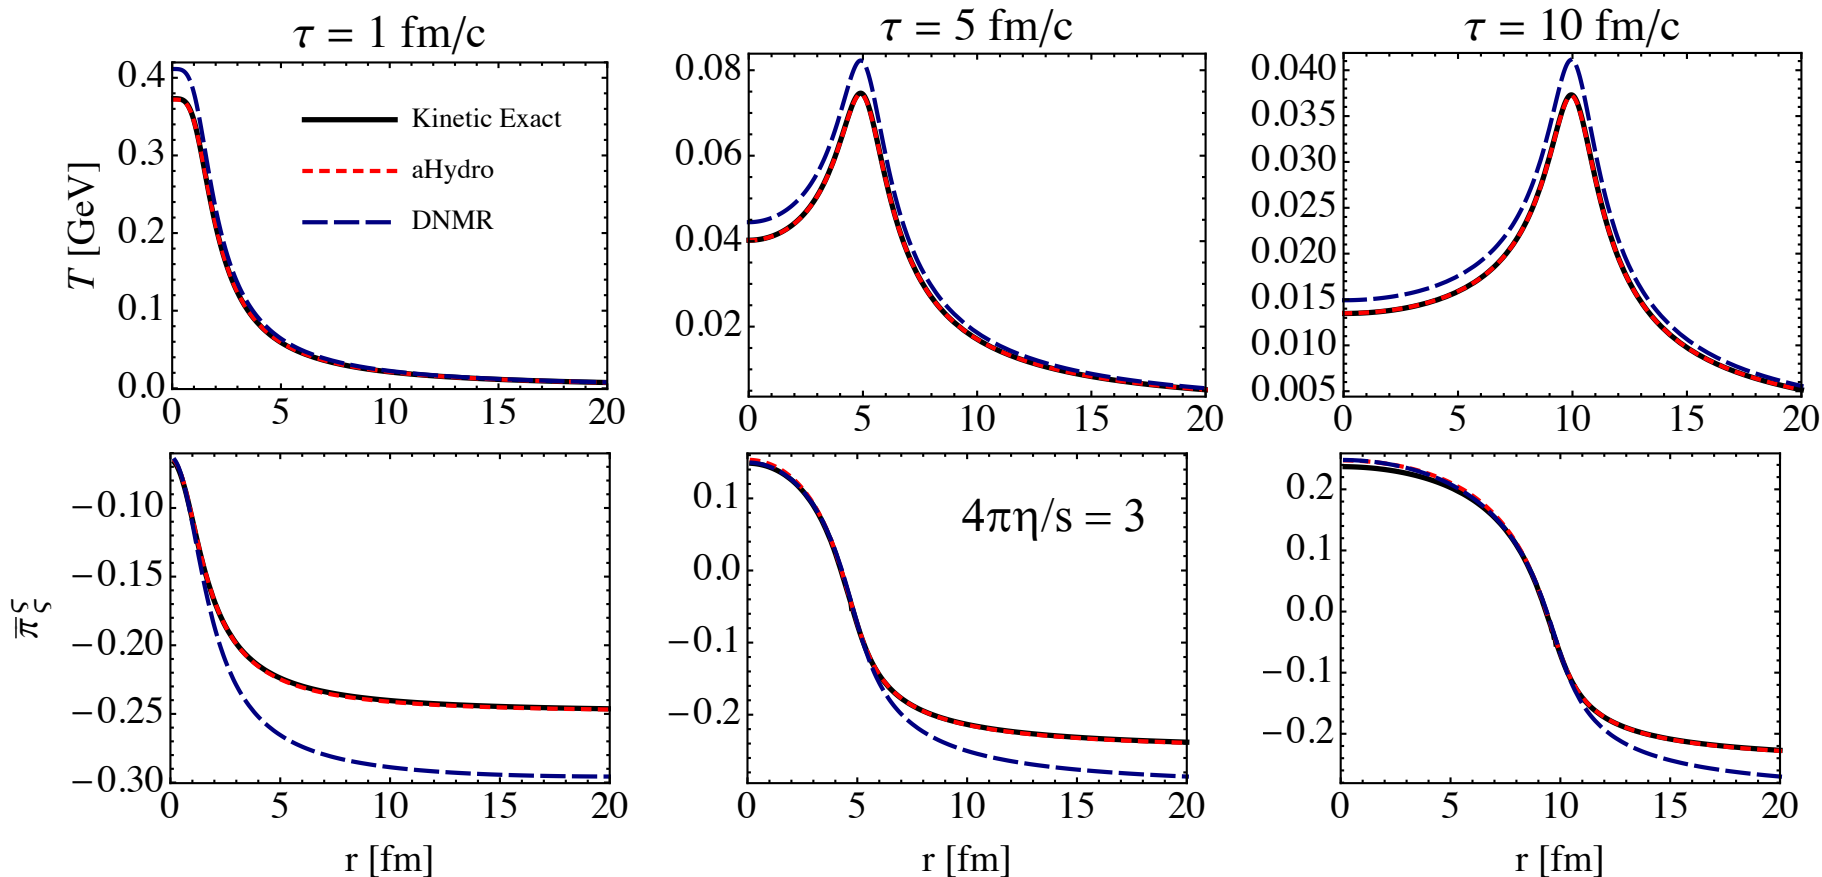 τ = 1 fm/c
τ = 5 fm/c
τ = 10 fm/c
T [GeV]
0.4
0.3
0.2
0.1
0.0
0 5 10 15 20
Kinetic Exact
aHydro
DNMR
0.08
0.06
0.04
0.02
0 5 10 15 20
0.040
0.035
0.030
0.025
0.020
0.015
0.010
0.005
0 5 10 15 20
π̅ςς
−0.10
−0.15
−0.20
−0.25
−0.30
0 5 10 15 20
r [fm]
0.1
0.0
−0.1
−0.2
4πη/s = 3
0 5 10 15 20
r [fm]
0.2
0.1
0.0
−0.1
−0.2
0 5 10 15 20
r [fm]